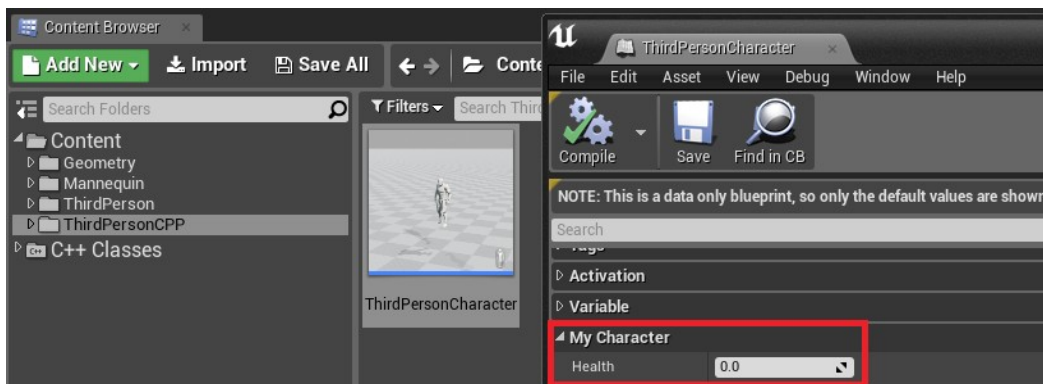 Content Browser
Add New
Import
Save All
Conte
Search Folders
Content
Geometry
Mannequin
ThirdPerson
ThirdPersonCPP
C++ Classes
Filters
Search Thir
ThirdPersonCharacter
ThirdPersonCharacter
File Edit Asset View Debug Window Help
Compile
Save
Find in CB
NOTE: This is a data only blueprint, so only the default values are shown
Search
Tags
Activation
Variable
My Character
Health 0.0